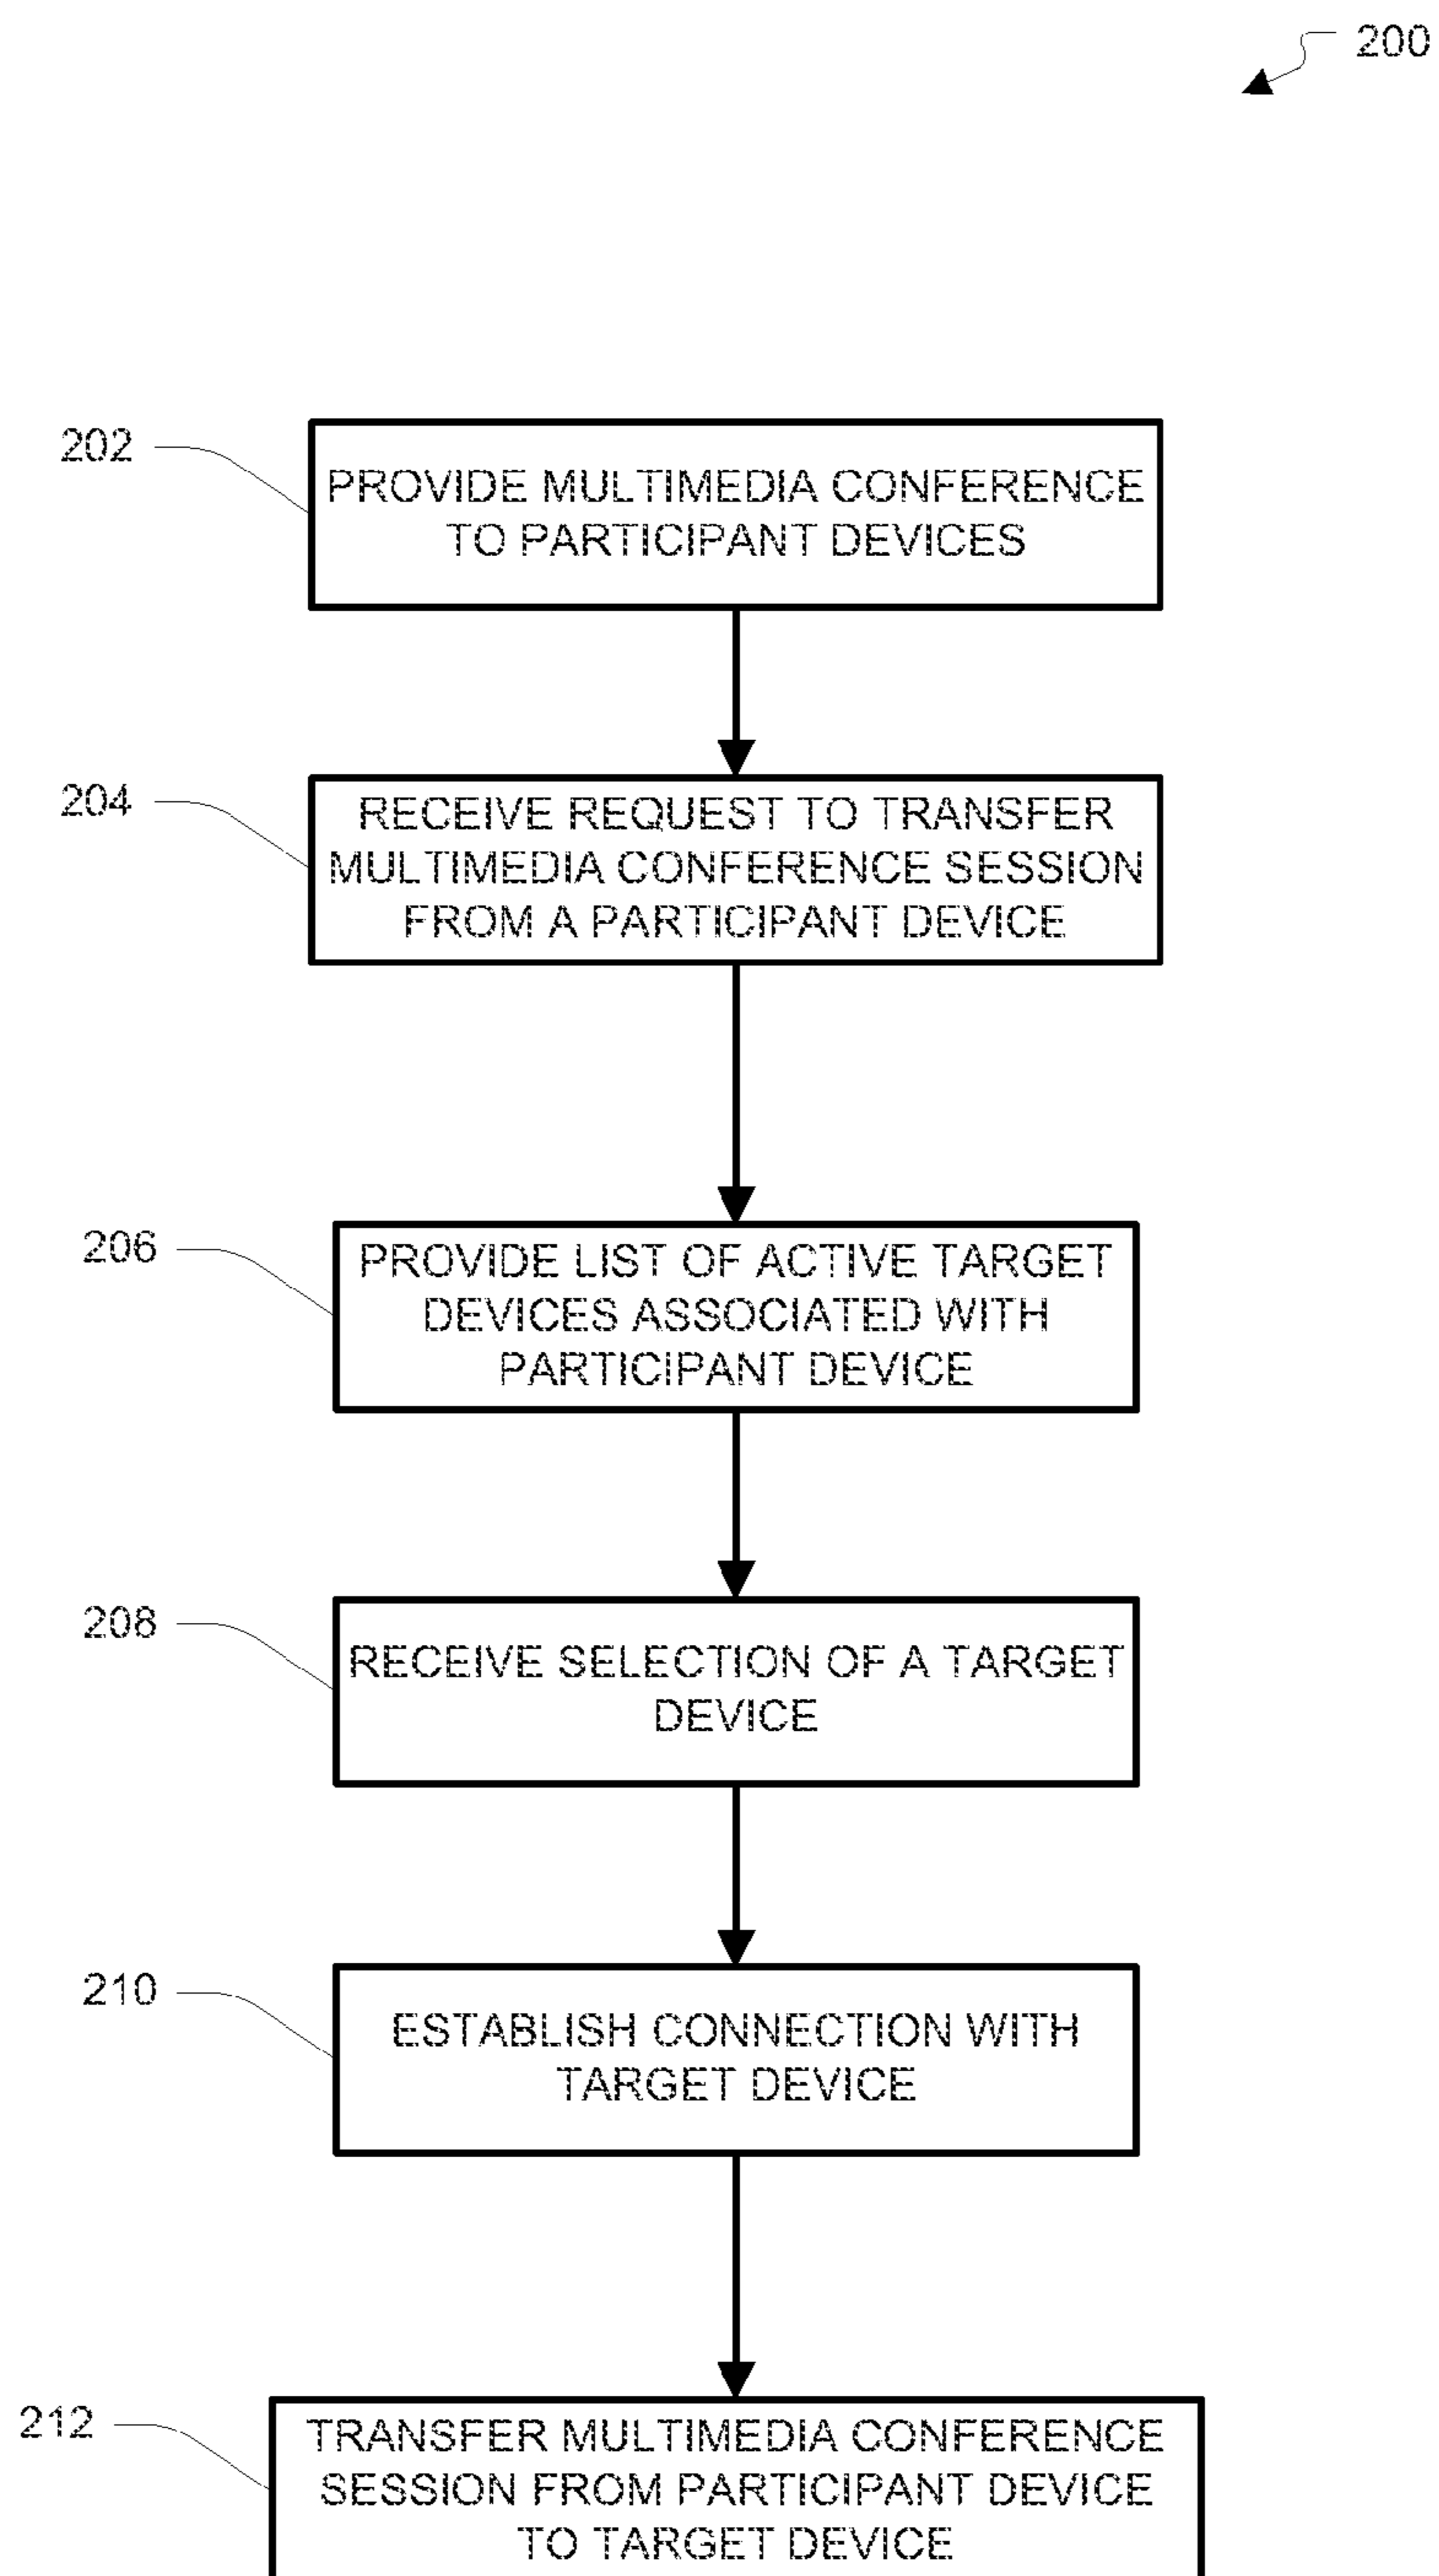 200
202
PROVIDE MULTIMEDIA CONFERENCE
TO PARTICIPANT DEVICES
204
RECEIVE REQUEST TO TRANSFER
MULTIMEDIA CONFERENCE SESSION
FROM A PARTICIPANT DEVICE
206
PROVIDE LIST OF ACTIVE TARGET
DEVICES ASSOCIATED WITH
PARTICIPANT DEVICE
208
RECEIVE SELECTION OF A TARGET
DEVICE
210
ESTABLISH CONNECTION WITH
TARGET DEVICE
212
TRANSFER MULTIMEDIA CONFERENCE
SESSION FROM PARTICIPANT DEVICE
TO TARGET DEVICE